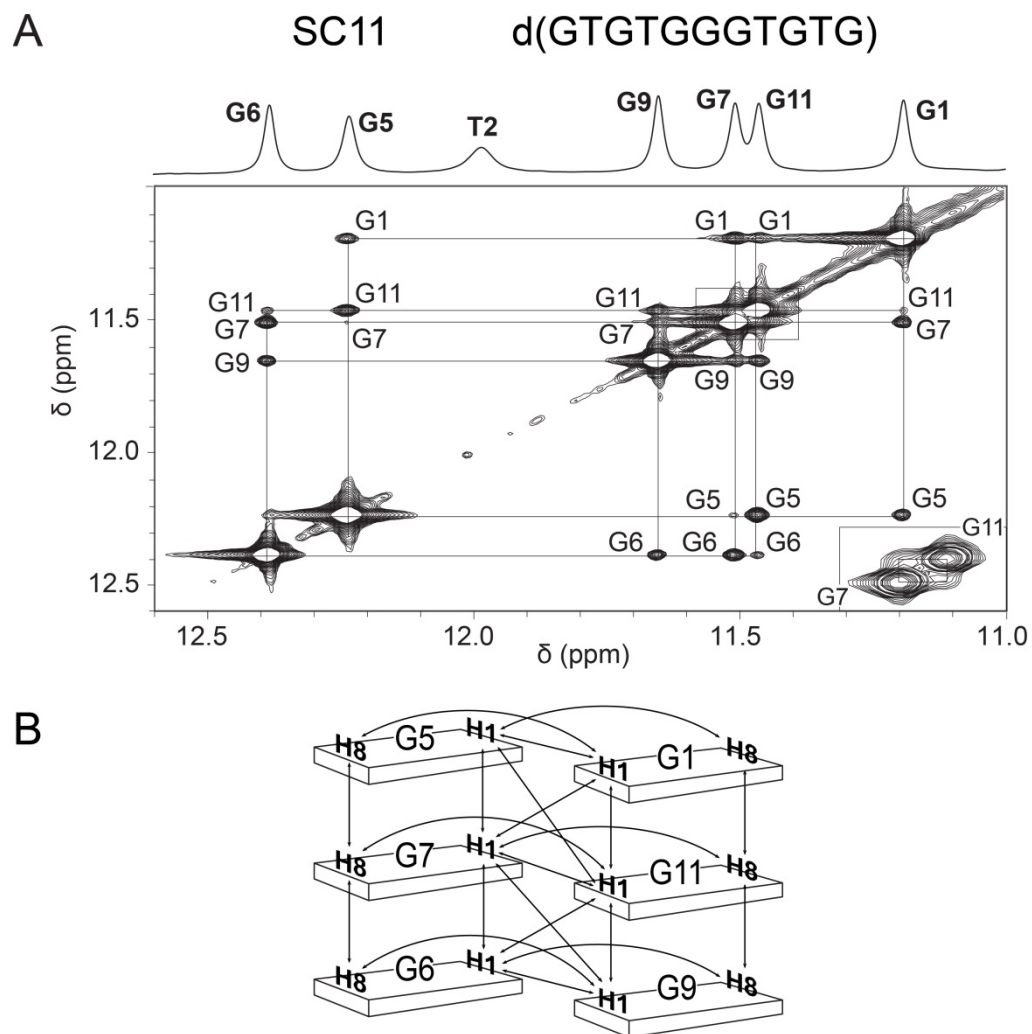 A SC11 d(GTGTGGGTGTG)
G6 G5 T2 G9 G7 G11 G1
G1 G1 G1
G11 G11 G11 G11
G7 G7 G7 G7
G9 G9 G9
G5 G5 G5
G6 G6 G6
G11
G7
11.5
12.0
12.5
δ (ppm)
12.5 12.0 11.5 11.0
δ (ppm)
B
H8 G5 H1 H1 G1 H8
H8 G7 H1 H1 G11 H8
H8 G6 H1 H1 G9 H8